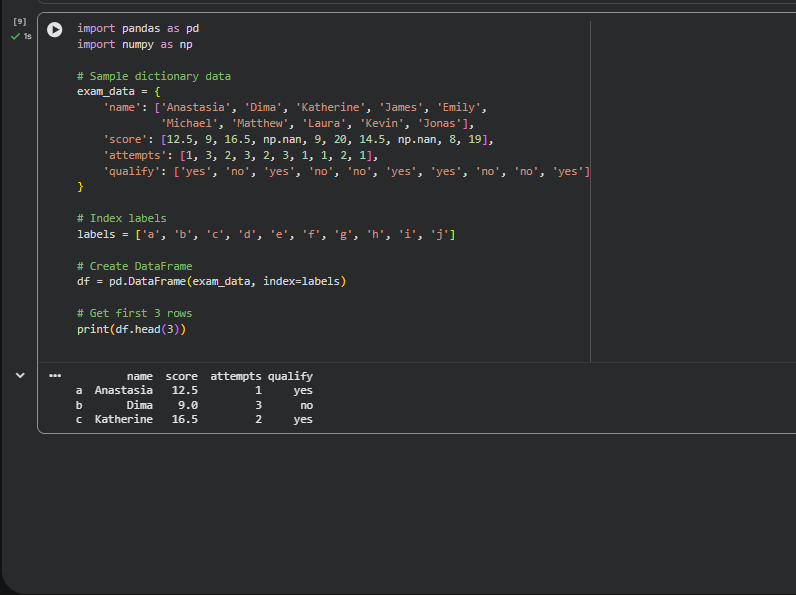 [9]
1s
import pandas as pd
import numpy as np
# Sample dictionary data
exam_data = {
    'name': ['Anastasia', 'Dima', 'Katherine', 'James', 'Emily',
             'Michael', 'Matthew', 'Laura', 'Kevin', 'Jonas'],
    'score': [12.5, 9, 16.5, np.nan, 9, 20, 14.5, np.nan, 8, 19],
    'attempts': [1, 3, 2, 3, 2, 3, 1, 1, 2, 1],
    'qualify': ['yes', 'no', 'yes', 'no', 'no', 'yes', 'yes', 'no', 'no', 'yes']
}
# Index labels
labels = ['a', 'b', 'c', 'd', 'e', 'f', 'g', 'h', 'i', 'j']
# Create DataFrame
df = pd.DataFrame(exam_data, index=labels)
# Get first 3 rows
print(df.head(3))
        name  score  attempts qualify
a  Anastasia   12.5         1     yes
b       Dima    9.0         3      no
c  Katherine   16.5         2     yes